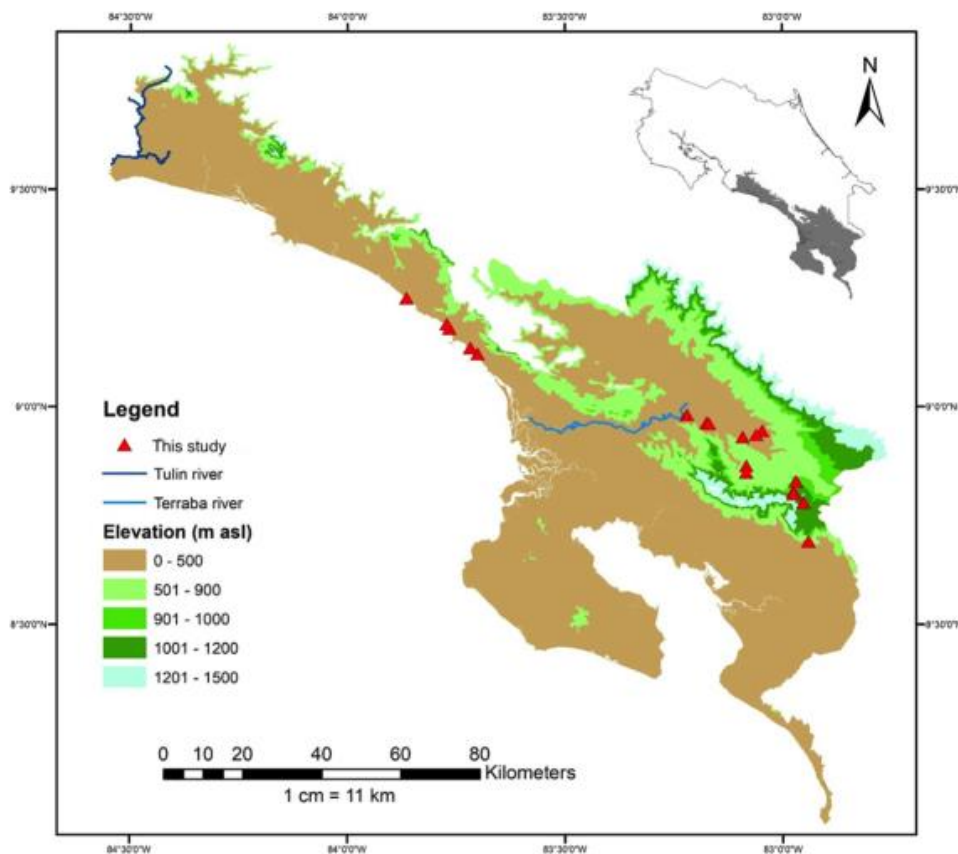 84°30'0"W 84°0'0"W 83°30'0"W 83°0'0"W
N
9°30'0"N 9°30'0"N
9°0'0"N 9°0'0"N
Legend
This study
Tulin river
Terraba river
Elevation (m asl)
0 - 500
501 - 900
901 - 1000
1001 - 1200
1201 - 1500
8°30'0"N 8°30'0"N
0 10 20 40 60 80
Kilometers
1 cm = 11 km
84°30'0"W 84°0'0"W 83°30'0"W 83°0'0"W